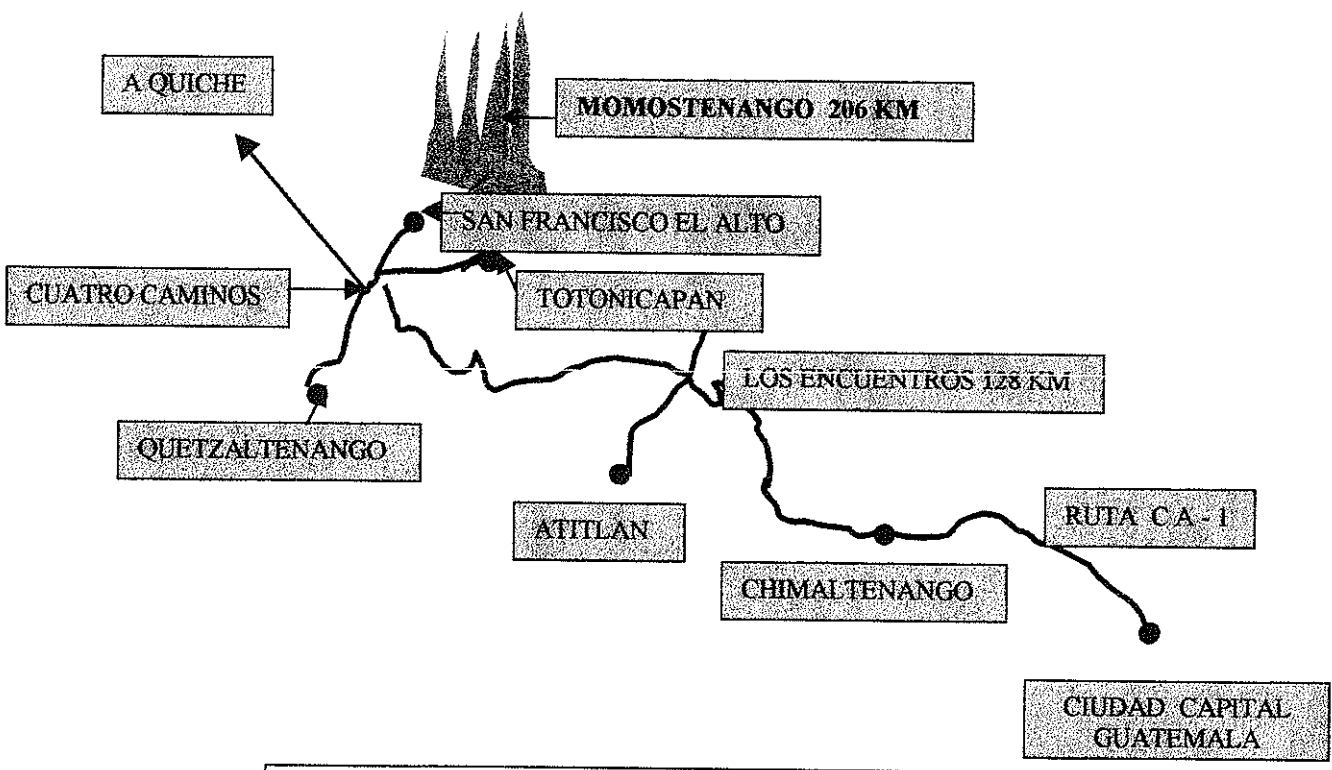 A QUICHE
MOMOSTENANGO 206 KM
SAN FRANCISCO EL ALTO
CUATRO CAMINOS
TOTONICAPAN
LOS ENCUENTROS 128 KM
QUETZALTENANGO
ATITLAN
RUTA C A - 1
CHIMALTENANGO
CIUDAD CAPITAL
GUATEMALA